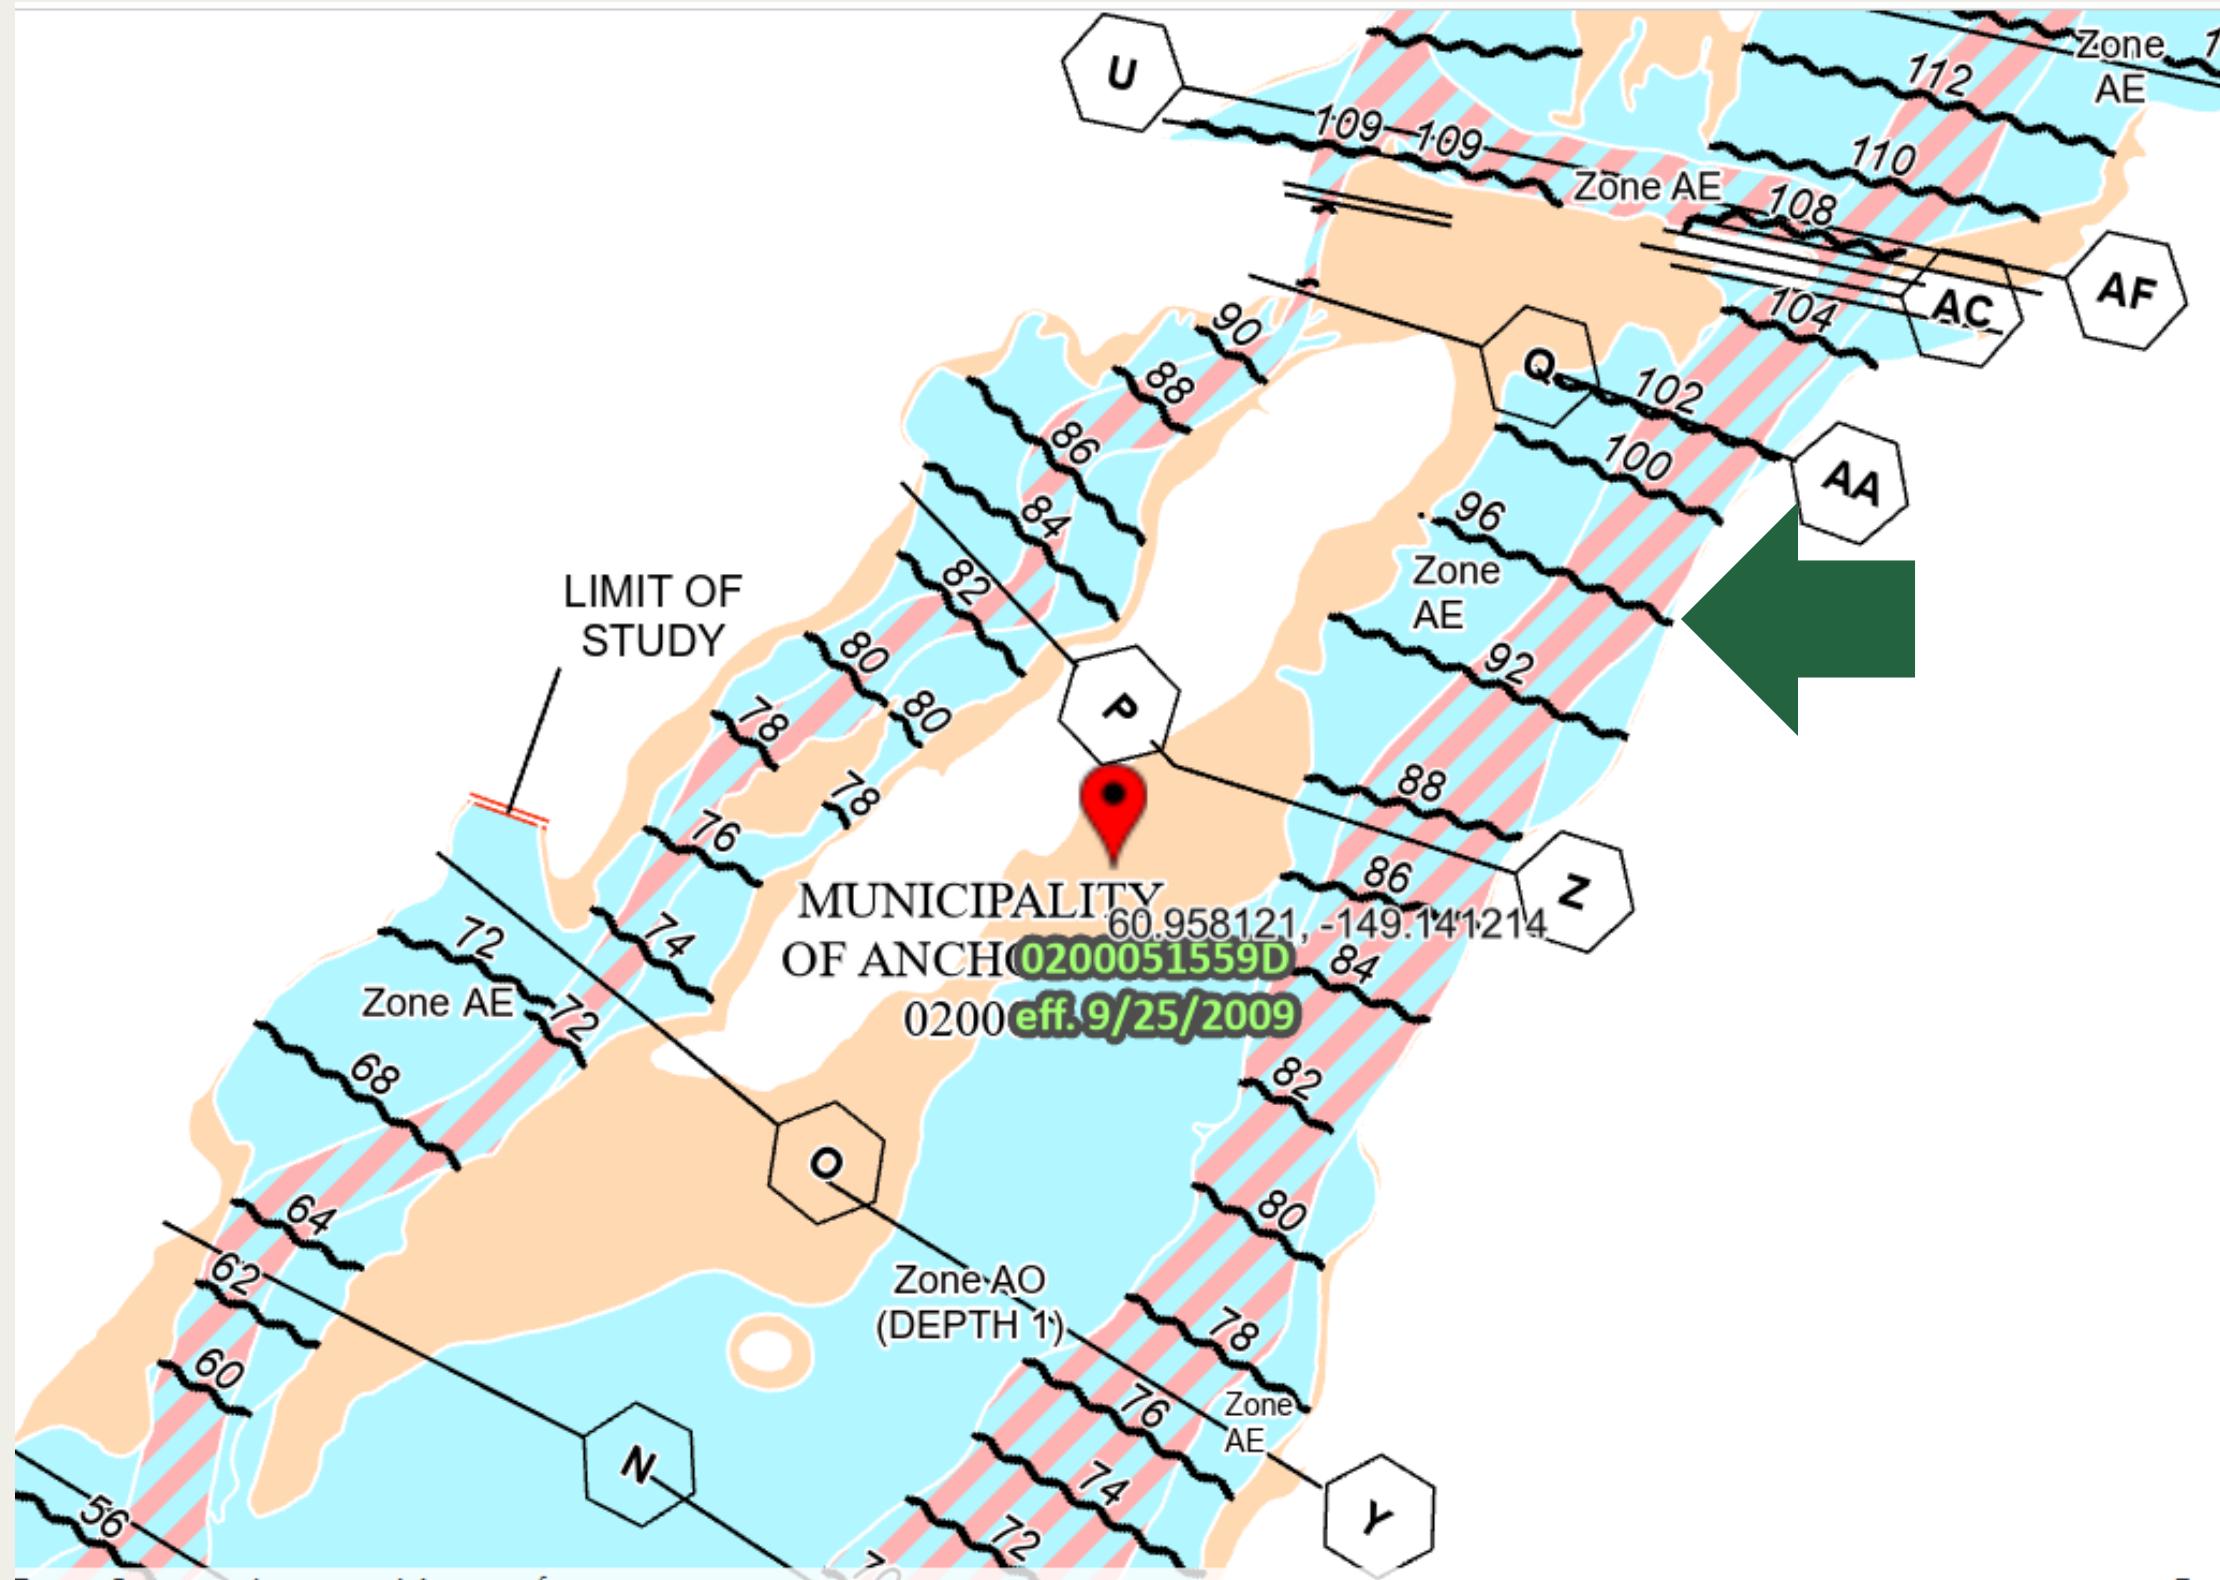 Zone
AE
112
U
109
109
110
Zone AE
108
AF
AC
104
90
Q
88
102
86
100
AA
96
84
Zone
AE
82
LIMIT OF
STUDY
80
92
P
80
78
88
78
76
86
Z
MUNICIPALITY
60.958121, -149.141214
74
72
OF ANCHO
0200051559D
84
Zone AE
72
0200
eff. 9/25/2009
68
82
O
64
80
62
Zone AO
(DEPTH 1)
78
60
76
Zone
AE
N
74
56
Y
72